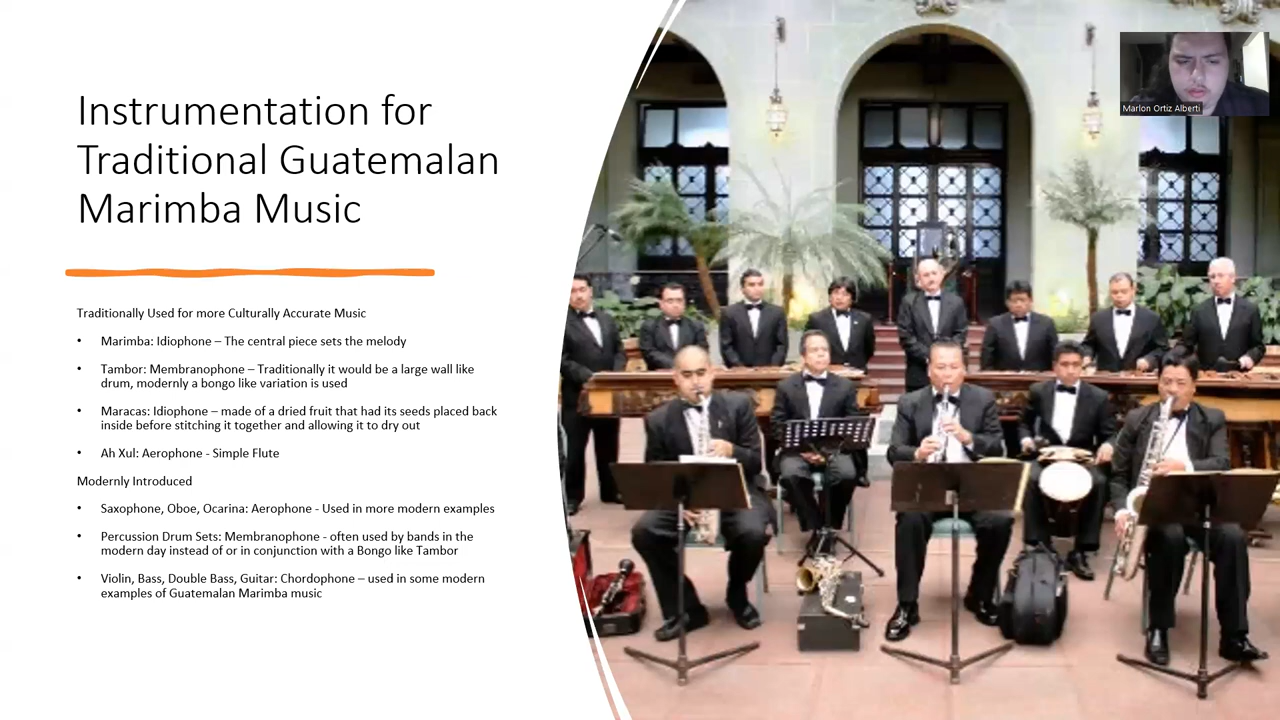 Instrumentation for
Traditional Guatemalan
Marimba Music
Traditionally Used for more Culturally Accurate Music
• Marimba: Idiophone – The central piece sets the melody
• Tambor: Membranophone – Traditionally it would be a large wall like
drum, modernly a bongo like variation is used
• Maracas: Idiophone – made of a dried fruit that had its seeds placed back
inside before stitching it together and allowing it to dry out
• Ah Xul: Aerophone - Simple Flute
Modernly Introduced
• Saxophone, Oboe, Ocarina: Aerophone - Used in more modern examples
• Percussion Drum Sets: Membranophone - often used by bands in the
modern day instead of or in conjunction with a Bongo like Tambor
• Violin, Bass, Double Bass, Guitar: Chordophone – used in some modern
examples of Guatemalan Marimba music
Marlon Ortiz Alberti